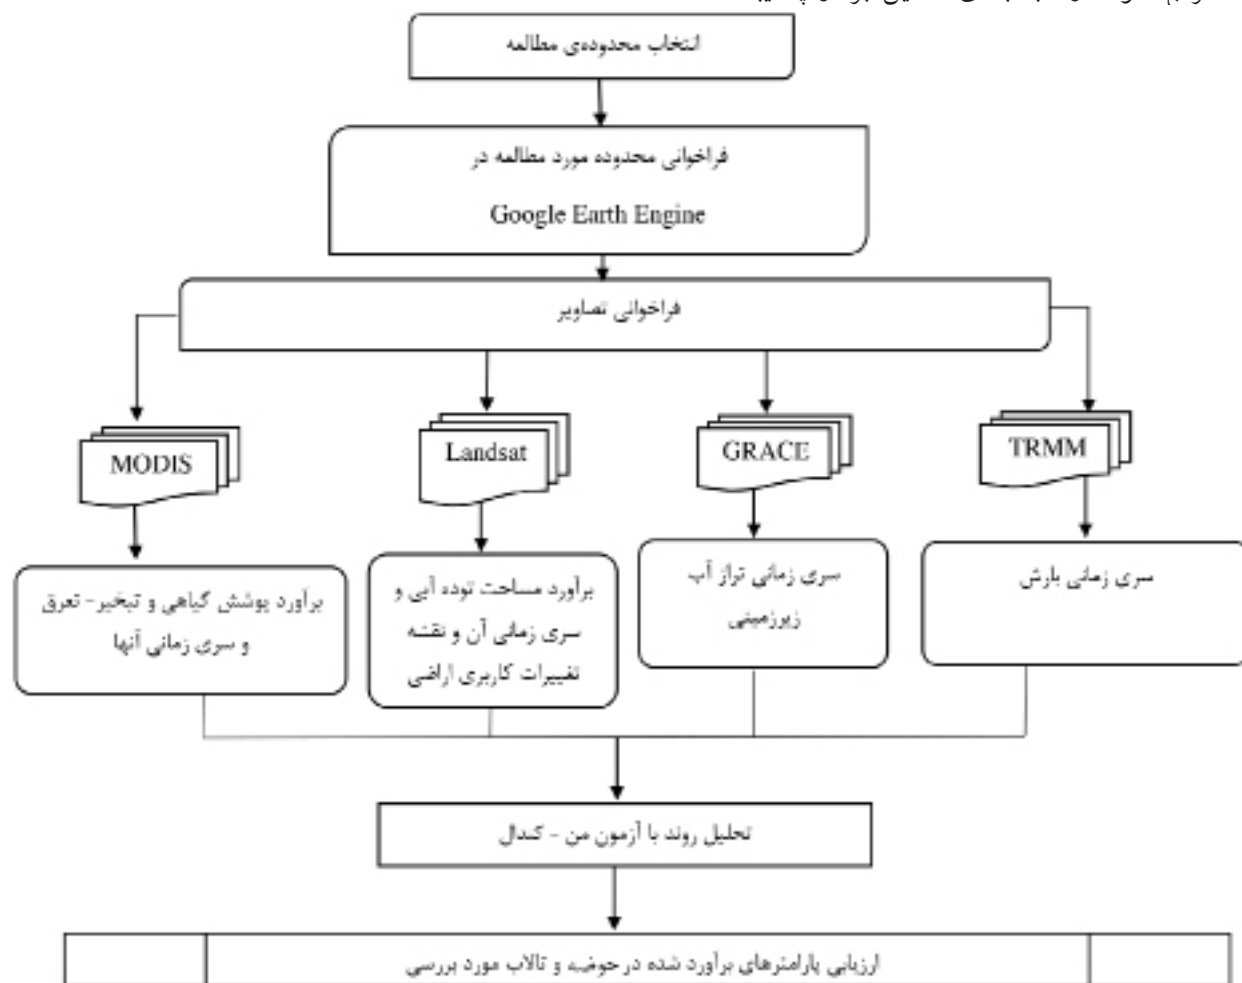 انتخاب محدوده‌ی مطالعه
فراخوانی محدوده مورد مطالعه در
Google Earth Engine
فراخوانی تصاویر
MODIS
Landsat
GRACE
TRMM
برآورد پوشش گیاهی و تبخیر- تعرق
و سری زمانی آنها
برآورد مساحت توده آبی و
سری زمانی آن و نقشه
تغییرات کاربری اراضی
سری زمانی تراز آب
زیرزمینی
سری زمانی بارش
تحلیل روند با آزمون من - کندال
ارزیابی پارامترهای برآورد شده در حوضه و تالاب مورد بررسی